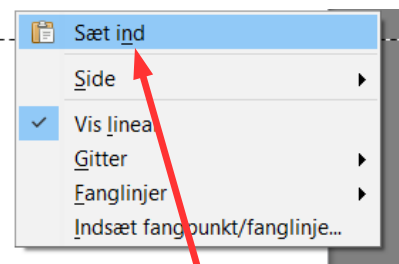 Sæt ind
Side
Vis lineal
Gitter
Fanglinjer
Indsæt fangpunkt/fanglinje...